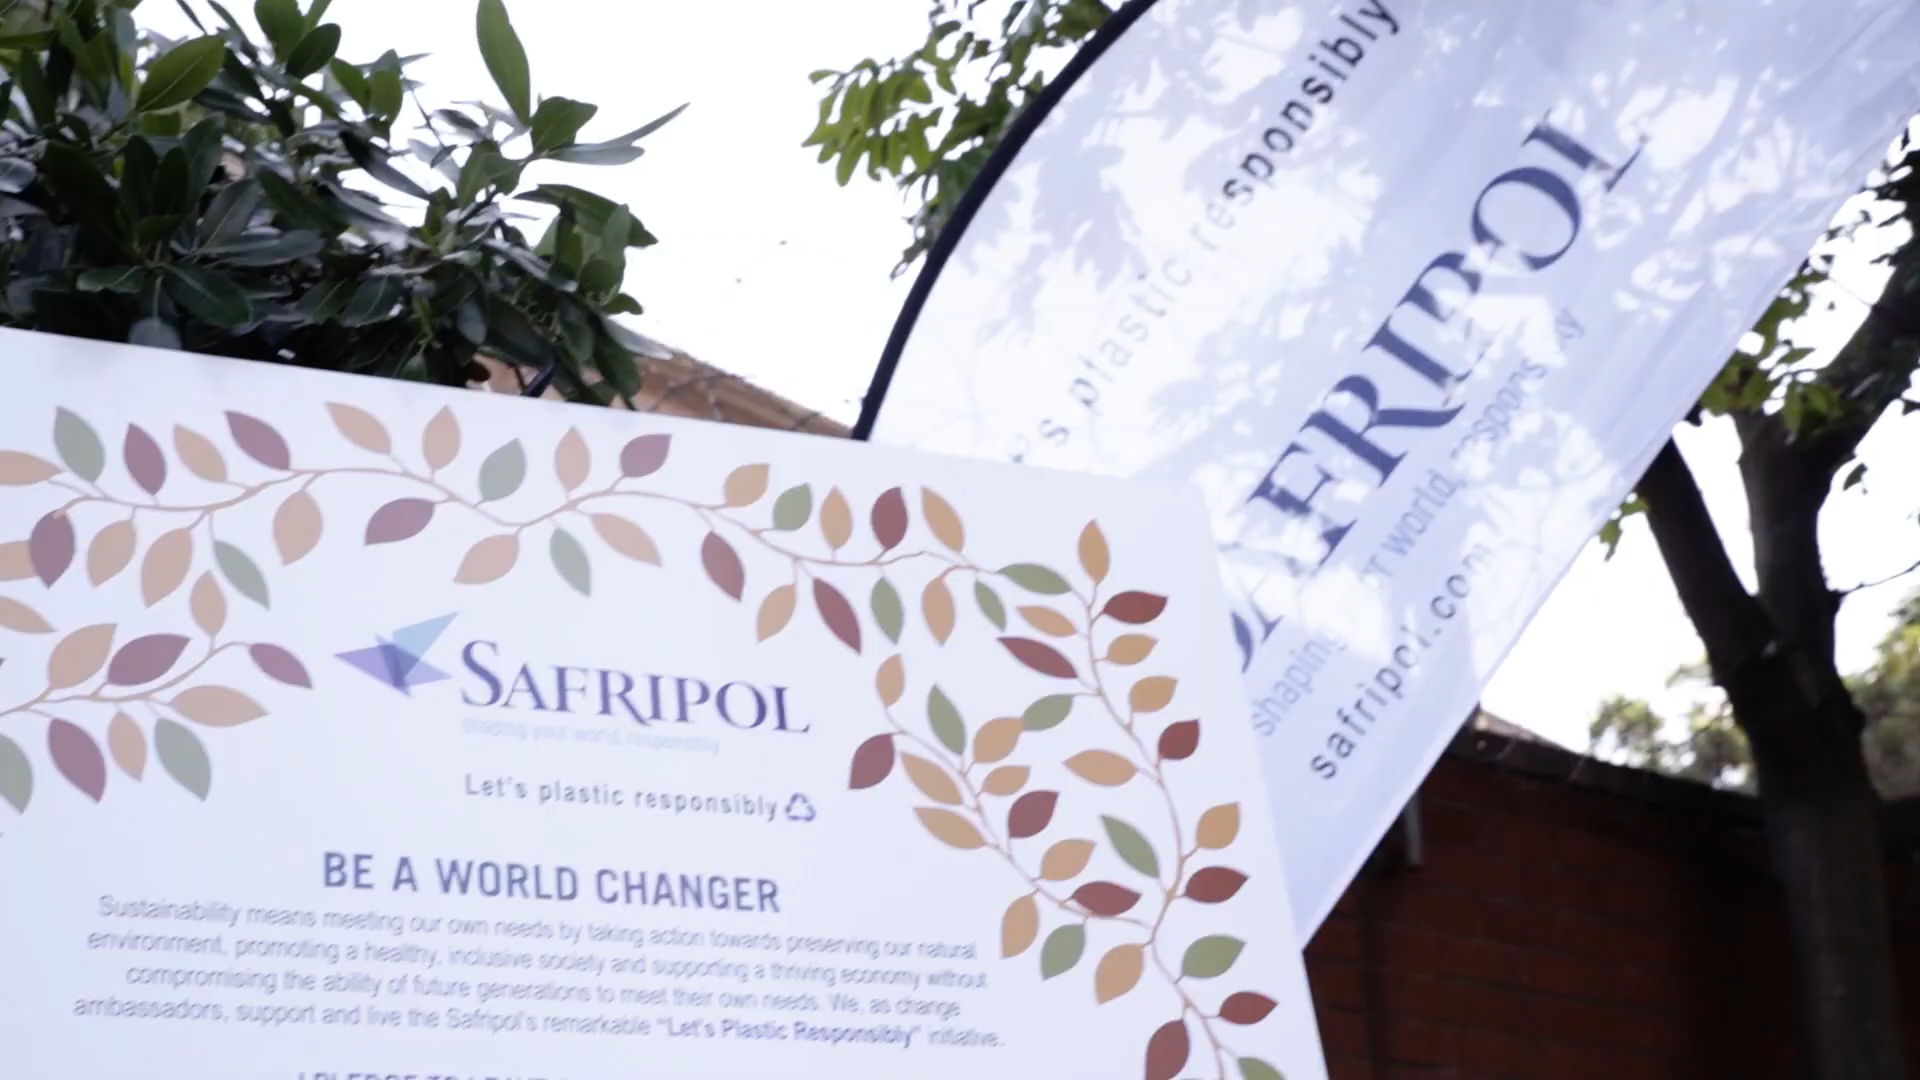 SAFRIPOL
shaping your world, responsibly
Let's plastic responsibly
BE A WORLD CHANGER
Sustainability means meeting our own needs by taking action towards preserving our natural
environment, promoting a healthy, inclusive society and supporting a thriving economy without
compromising the ability of future generations to meet their own needs. We, as change
ambassadors, support and live the Safripol's remarkable "Let's Plastic Responsibly" initiative.
's plastic responsibly
SAFRIPOL
shaping your world, responsibly
safripol.com